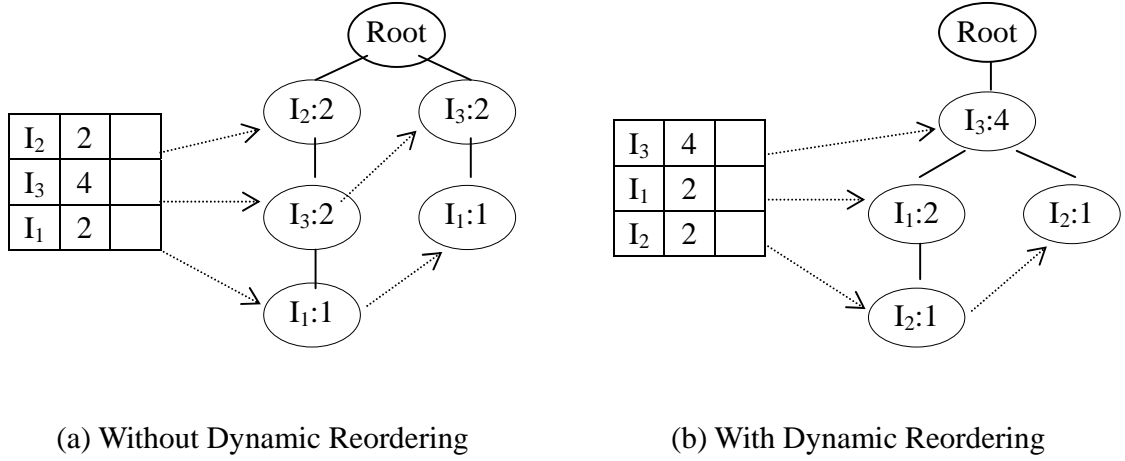 Root
I₂:2
I₃:2
I₂ 2
I₃ 4
I₁ 2
I₃:2
I₁:1
I₁:1
(a) Without Dynamic Reordering
Root
I₃:4
I₃ 4
I₁ 2
I₂ 2
I₁:2
I₂:1
I₂:1
(b) With Dynamic Reordering